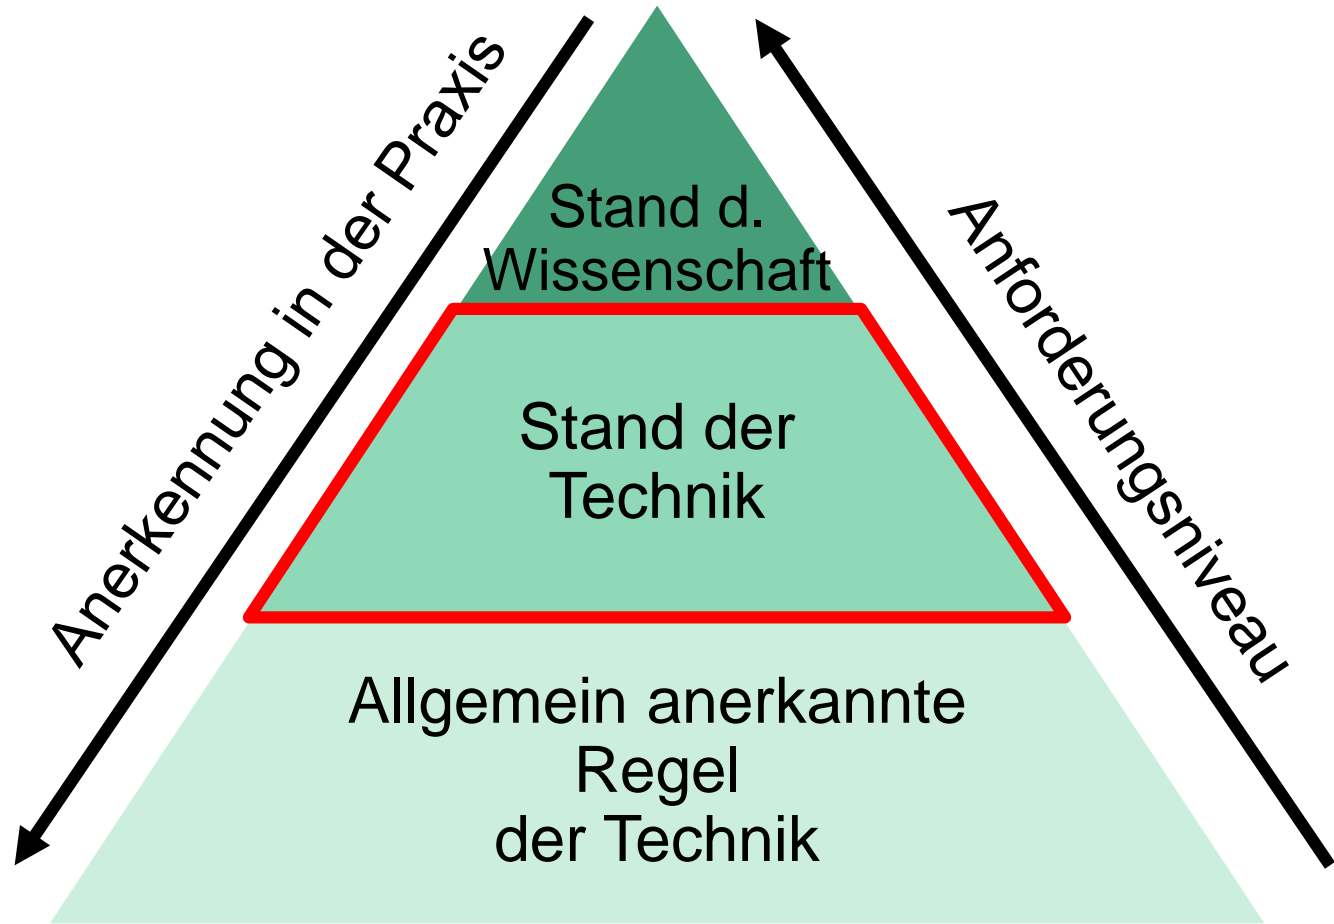 Anerkennung in der Praxis
Anforderungsniveau
Stand d.
Wissenschaft
Stand der
Technik
Allgemein anerkannte
Regel
der Technik